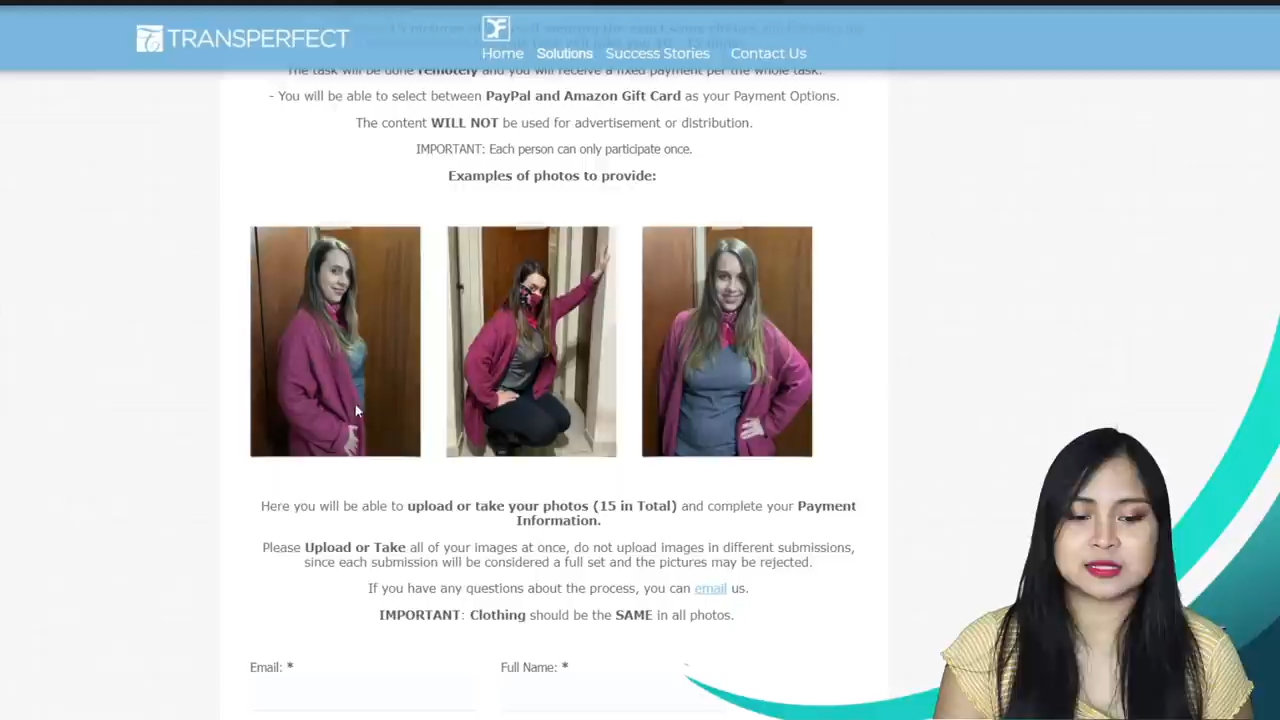 TRANSPERFECT
Home Solutions Success Stories Contact Us
The task will be done remotely and you will receive a fixed payment per the whole task.
- You will be able to select between PayPal and Amazon Gift Card as your Payment Options.
The content WILL NOT be used for advertisement or distribution.
IMPORTANT: Each person can only participate once.
Examples of photos to provide:
Here you will be able to upload or take your photos (15 in Total) and complete your Payment
Information.
Please Upload or Take all of your images at once, do not upload images in different submissions,
since each submission will be considered a full set and the pictures may be rejected.
If you have any questions about the process, you can email us.
IMPORTANT: Clothing should be the SAME in all photos.
Email: * Full Name: *